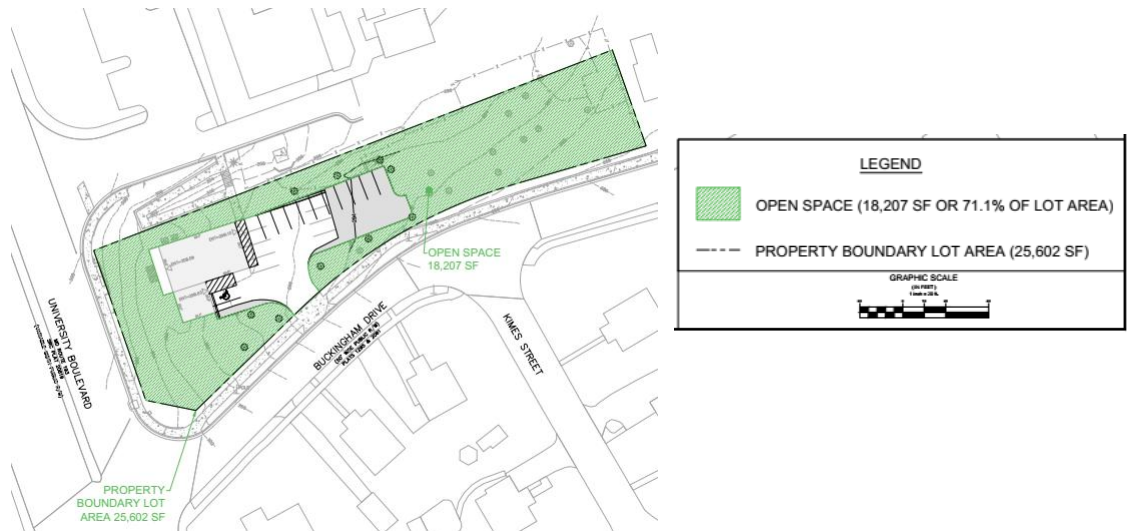 OPEN SPACE
18,207 SF
UNIVERSITY BOULEVARD
BUCKINGHAM DRIVE
KIMES STREET
PROPERTY
BOUNDARY LOT
AREA 25,602 SF
LEGEND
OPEN SPACE (18,207 SF OR 71.1% OF LOT AREA)
PROPERTY BOUNDARY LOT AREA (25,602 SF)
GRAPHIC SCALE
(IN FEET)